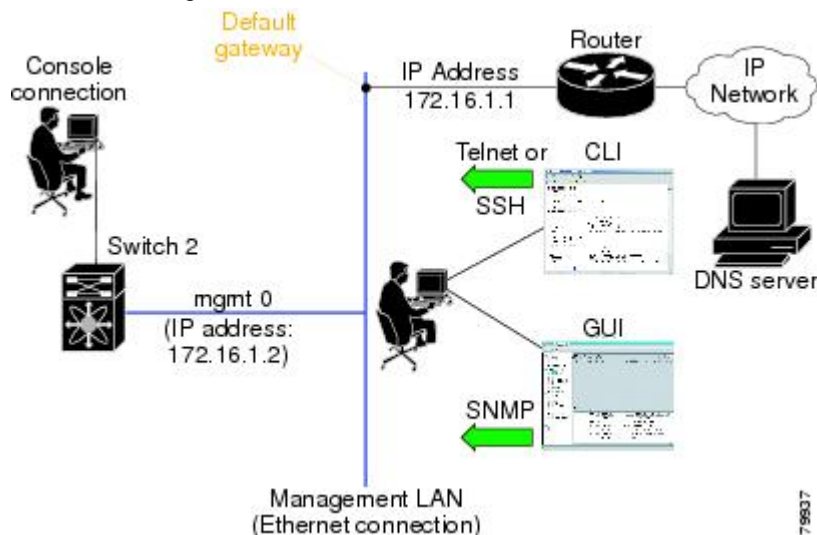 Default
gateway
Console
connection
IP Address
172.16.1.1
Router
IP
Network
Telnet or
SSH
CLI
Switch 2
mgmt 0
(IP address:
172.16.1.2)
DNS server
GUI
SNMP
Management LAN
(Ethernet connection)
79937